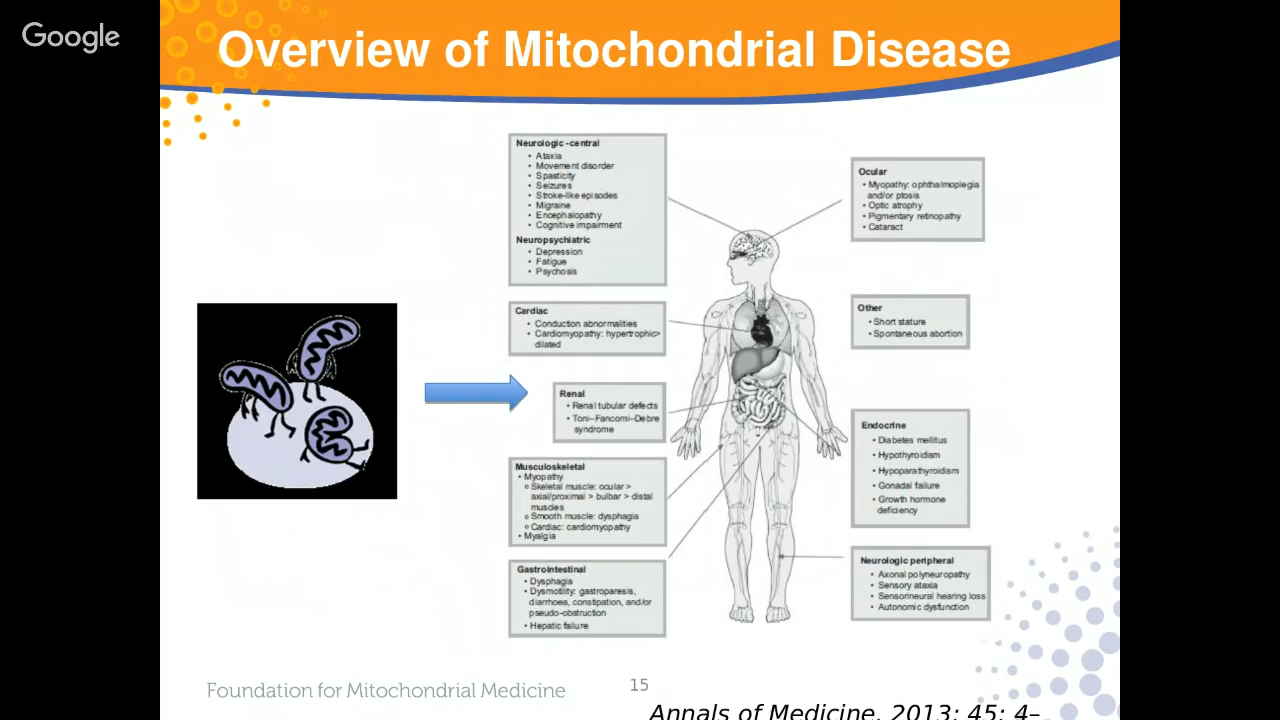 Google
Overview of Mitochondrial Disease
Neurologic -central
• Ataxia
• Movement disorder
• Spasticity
• Seizures
• Stroke-like episodes
• Migraine
• Encephalopathy
• Cognitive impairment
Neuropsychiatric
• Depression
• Fatigue
• Psychosis
Cardiac
• Conduction abnormalities
• Cardiomyopathy: hypertrophic>
dilated
Renal
• Renal tubular defects
• Toni–Fancomi–Debre
syndrome
Musculoskeletal
• Myopathy
o Skeletal muscle: ocular >
axial/proximal > bulbar > distal
muscles
o Smooth muscle: dysphagia
o Cardiac: cardiomyopathy
• Myalgia
Gastrointestinal
• Dysphagia
• Dysmotility: gastroparesis,
diarrhoea, constipation, and/or
pseudo-obstruction
• Hepatic failure
Ocular
• Myopathy: ophthalmoplegia
and/or ptosis
• Optic atrophy
• Pigmentary retinopathy
• Cataract
Other
• Short stature
• Spontaneous abortion
Endocrine
• Diabetes mellitus
• Hypothyroidism
• Hypoparathyroidism
• Gonadal failure
• Growth hormone
deficiency
Neurologic peripheral
• Axonal polyneuropathy
• Sensory ataxia
• Sensorineural hearing loss
• Autonomic dysfunction
Foundation for Mitochondrial Medicine
15
Annals of Medicine, 2013; 45: 4–